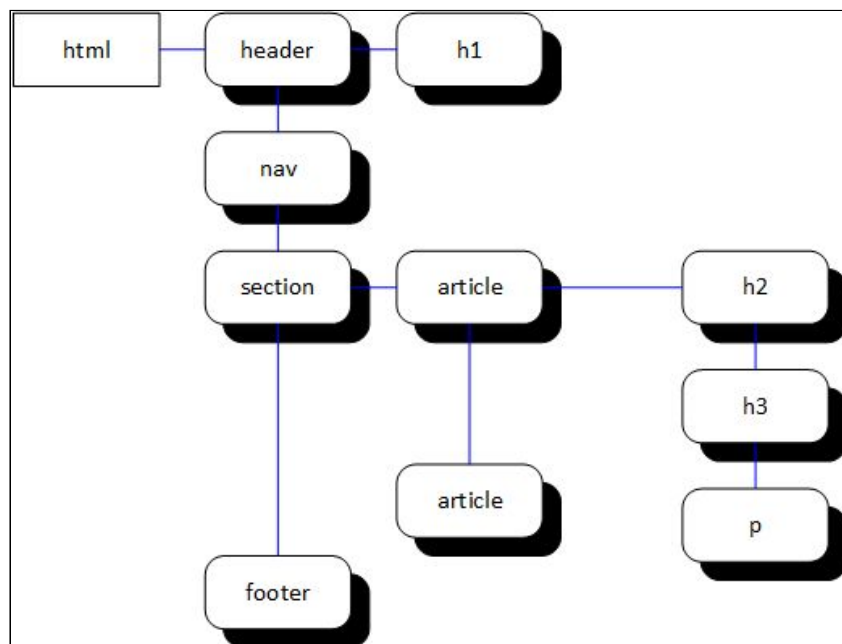 html
header
h1
nav
section
article
h2
h3
article
p
footer